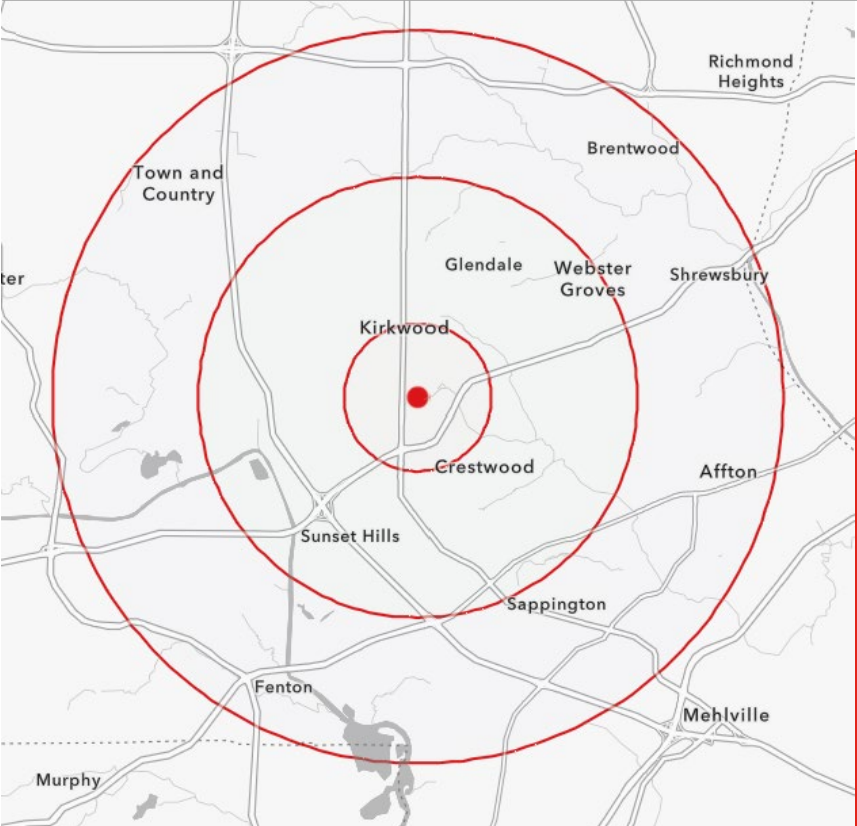 Richmond
Heights
Brentwood
Town and
Country
Glendale
Webster
Groves
Shrewsbury
ter
Kirkwood
Crestwood
Affton
Sunset Hills
Sappington
Fenton
Mehlville
Murphy